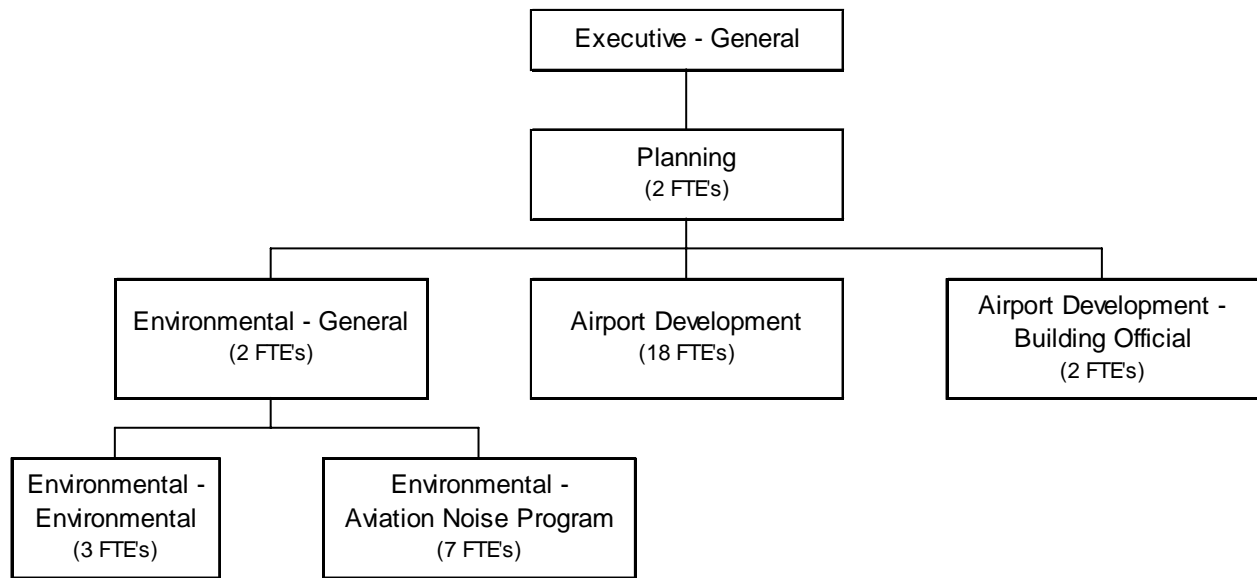 Executive - General
Planning
(2 FTE's)
Environmental - General
(2 FTE's)
Airport Development
(18 FTE's)
Airport Development -
Building Official
(2 FTE's)
Environmental -
Environmental
(3 FTE's)
Environmental -
Aviation Noise Program
(7 FTE's)